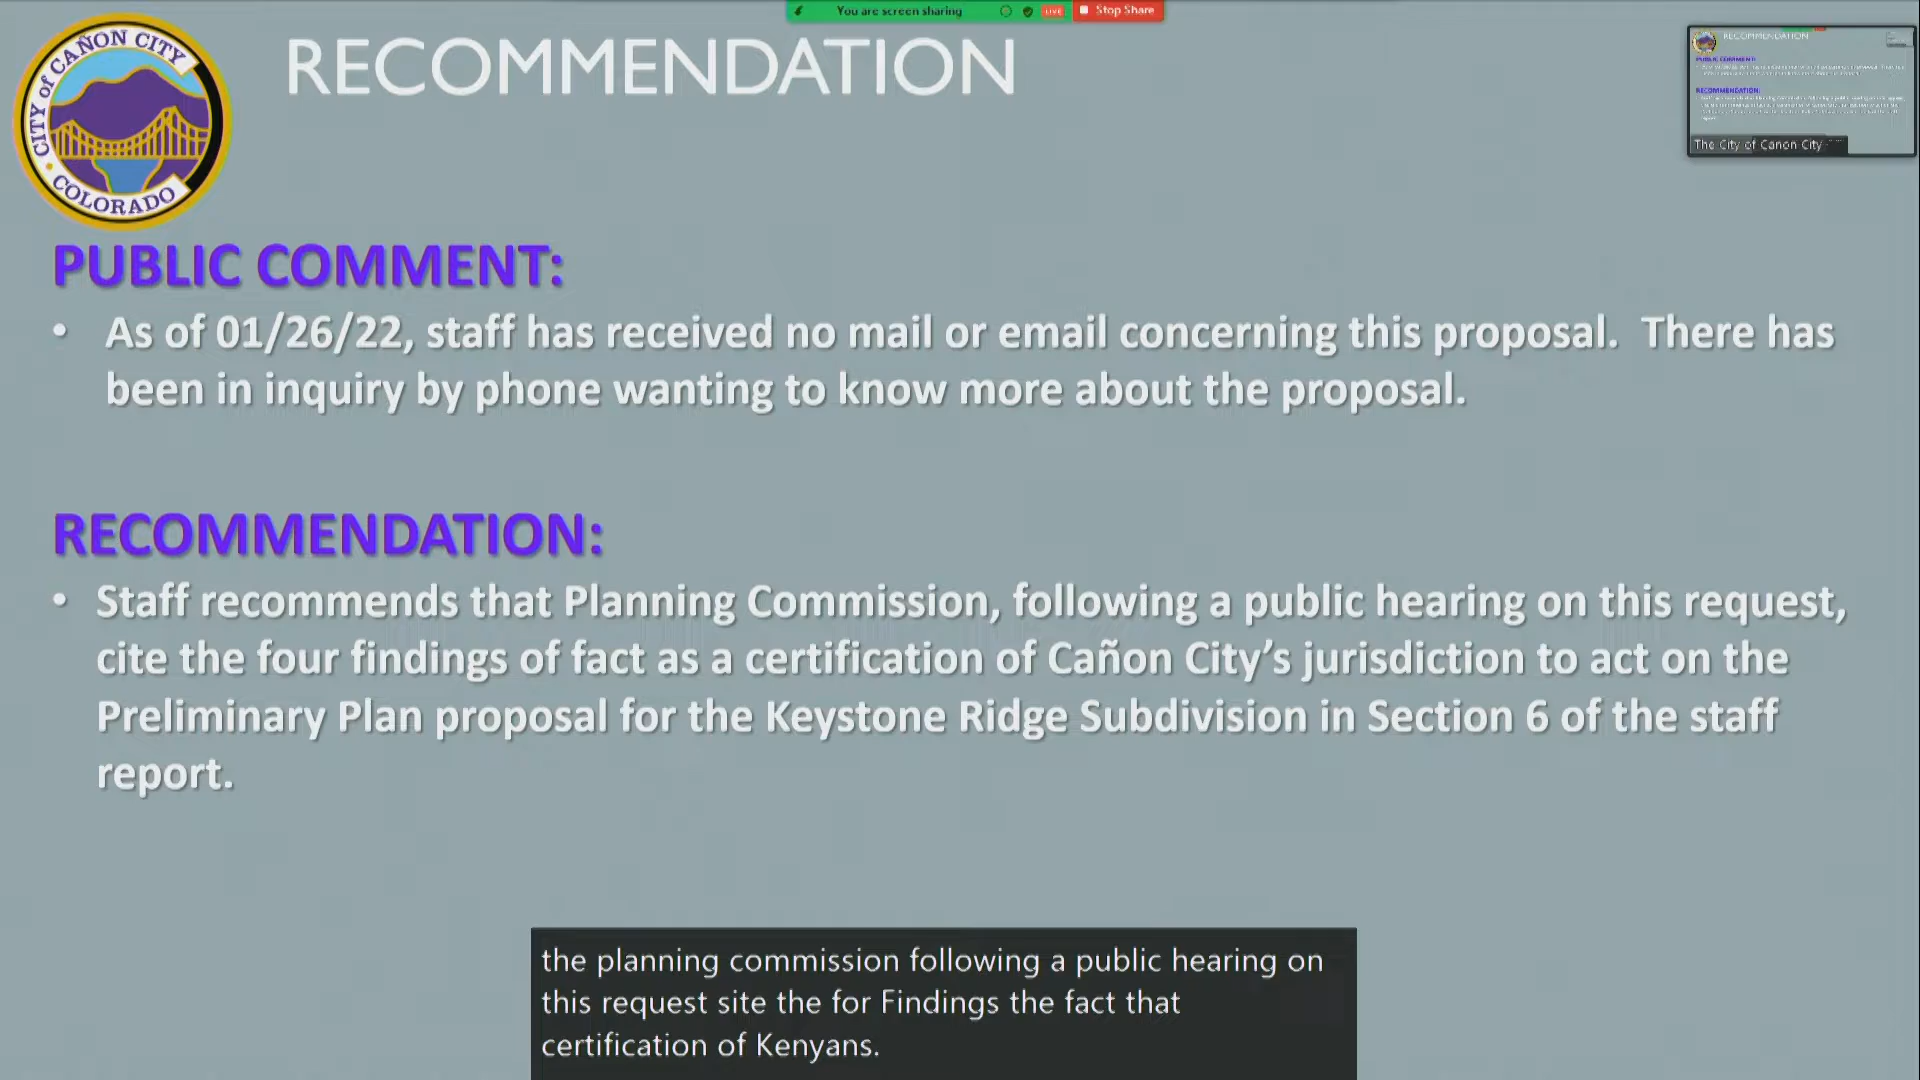 You are screen sharing
LIVE
Stop Share
CITY of CAÑON CITY
COLORADO
RECOMMENDATION
RECOMMENDATION
PUBLIC COMMENT:
RECOMMENDATION:
The City of Canon City
PUBLIC COMMENT:
• As of 01/26/22, staff has received no mail or email concerning this proposal.  There has
been in inquiry by phone wanting to know more about the proposal.
RECOMMENDATION:
• Staff recommends that Planning Commission, following a public hearing on this request,
cite the four findings of fact as a certification of Cañon City’s jurisdiction to act on the
Preliminary Plan proposal for the Keystone Ridge Subdivision in Section 6 of the staff
report.
the planning commission following a public hearing on
this request site the for Findings the fact that
certification of Kenyans.